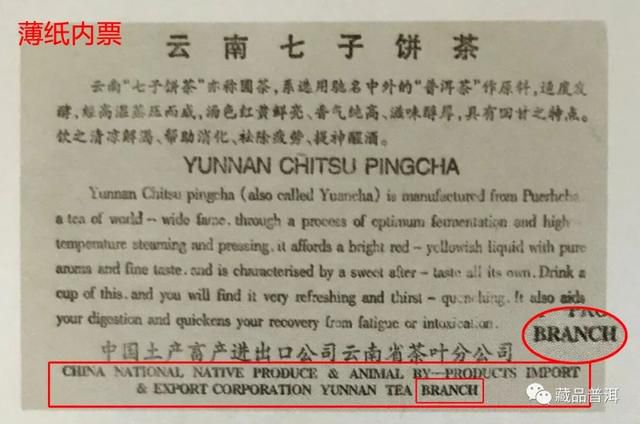 薄纸内票
云南七子饼茶
云南“七子饼茶”亦称圆茶,系选用驰名中外的“普洱茶”作原料,适度发
酵,经高温蒸压而成,汤色红黄鲜亮、香气纯高、滋味醇厚,具有回甘之特点。
饮之清凉解渴、帮助消化、祛除疲劳、提神醒酒。
YUNNAN CHITSU PINGCHA
Yunnan Chitsu pingcha (also called Yuancha) is manufactured from Puerhcha
a tea of world-wide fame. through a process of optimum fermentation and high-
temperature steaming and pressing. it affords a bright red-yellowish liquid with pure
aroma and fine taste. and is characterised by a sweet after-taste all its own. Drink a
cup of this. and you will find it very refreshing and thirst-quenching. It also aids
your digestion and quickens your recovery from fatigue or intoxication.
BRANCH
中国土产畜产进出口公司云南省茶叶分公司
CHINA NATIONAL NATIVE PRODUCE & ANIMAL BY-PRODUCTS IMPORT
& EXPORT CORPORATION YUNNAN TEA BRANCH
藏品普洱